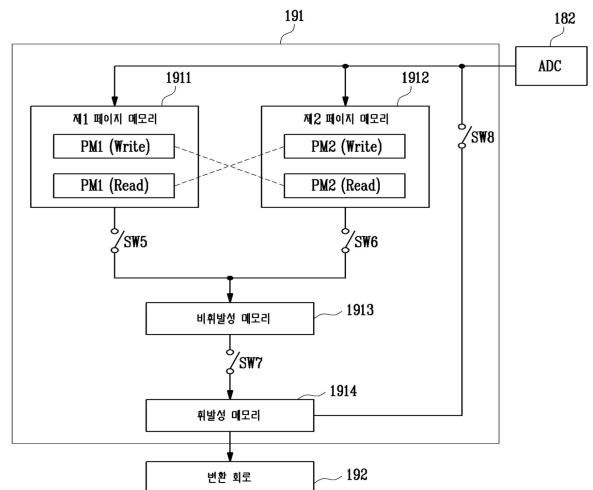 191
182
ADC
1911
1912
제1 페이지 메모리
제2 페이지 메모리
PM1 (Write)
PM2 (Write)
SW8
PM1 (Read)
PM2 (Read)
SW5
SW6
비휘발성 메모리
1913
SW7
1914
휘발성 메모리
변환 회로
192